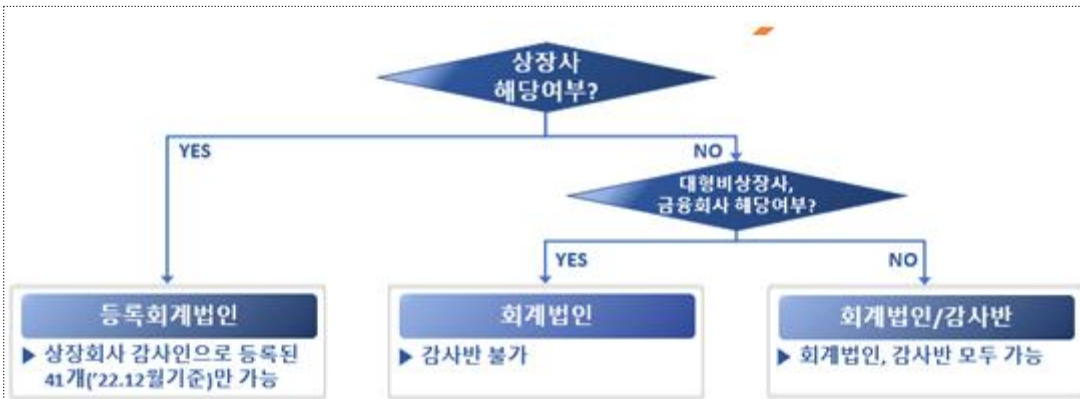 상장사
해당여부?
YES
NO
대형비상장사,
금융회사 해당여부?
YES
NO
등록회계법인
▶ 상장회사 감사인으로 등록된
41개('22.12월기준)만 가능
회계법인
▶ 감사반 불가
회계법인/감사반
▶ 회계법인, 감사반 모두 가능